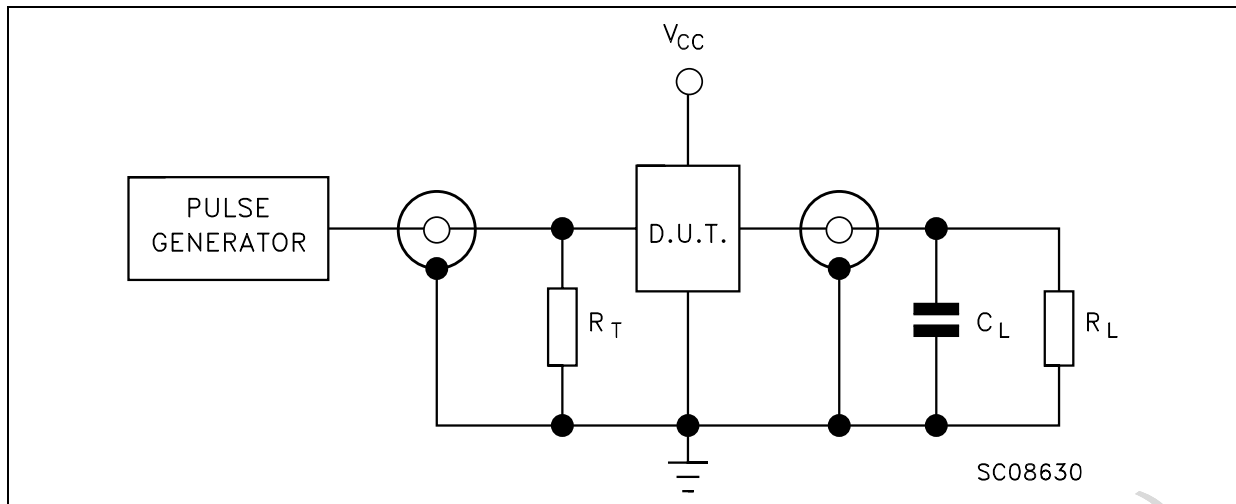 VCC
PULSE
GENERATOR
D.U.T.
RT
CL
RL
SC08630